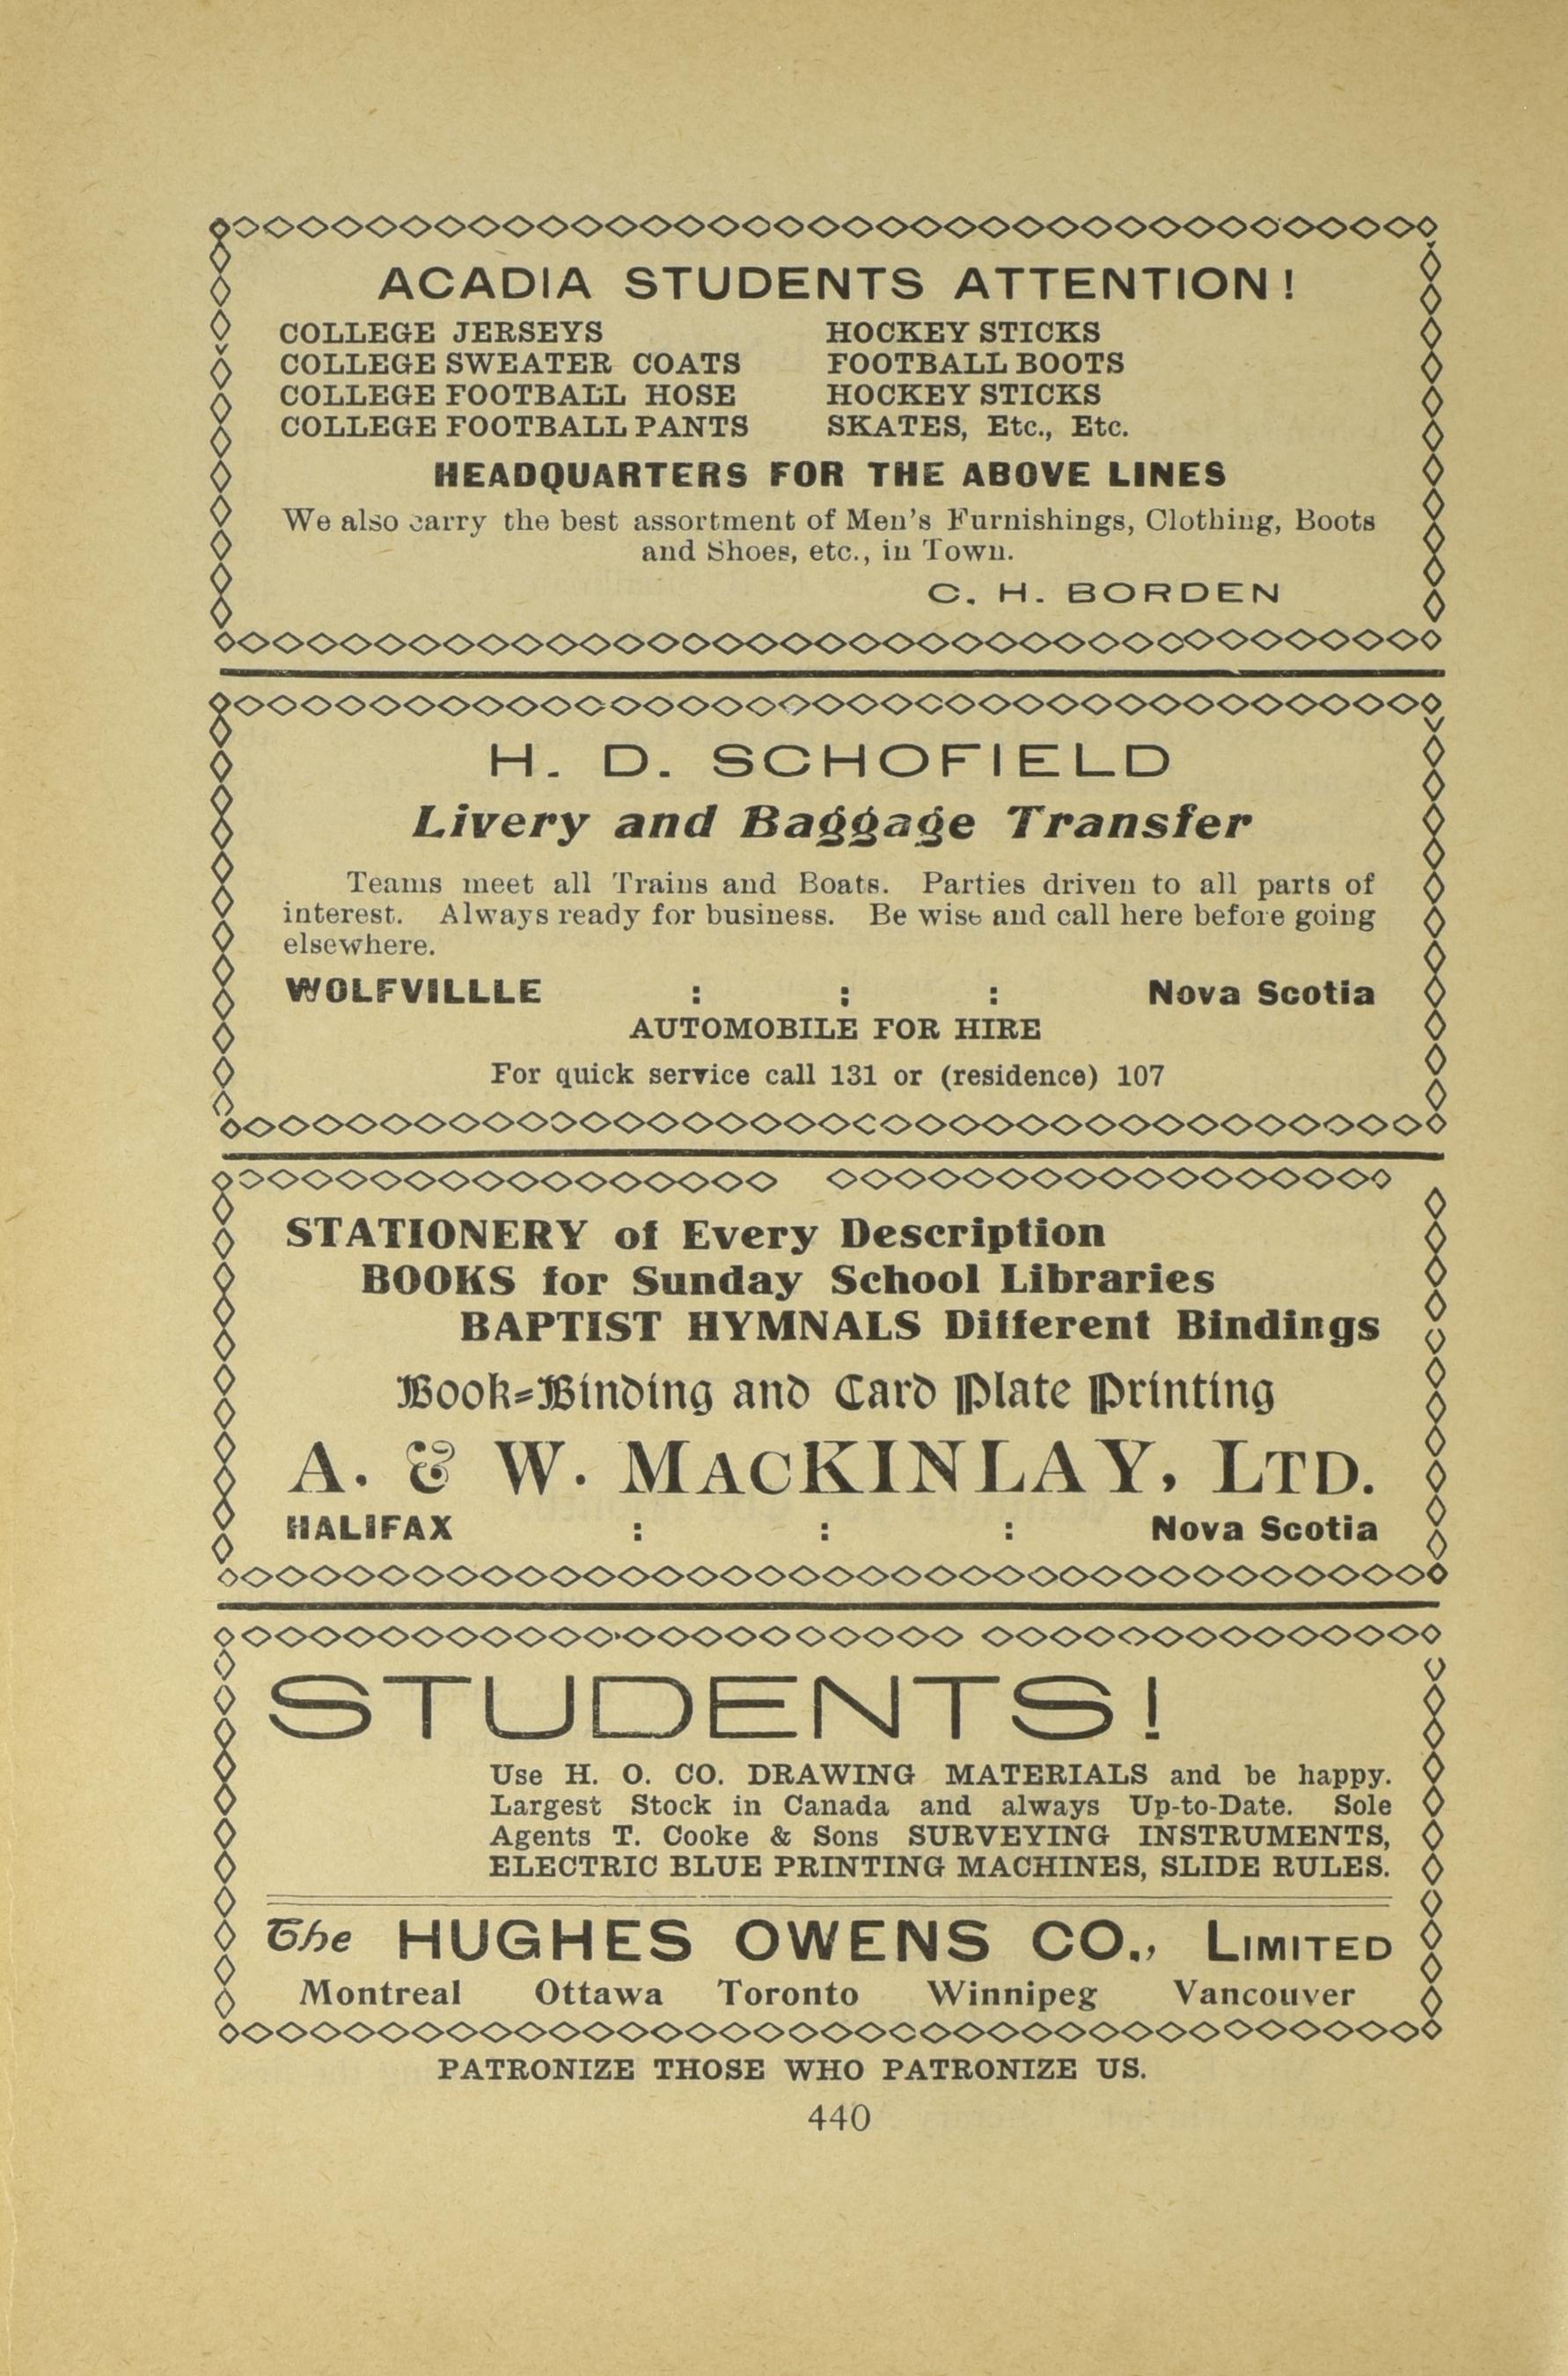 ACADIA STUDENTS ATTENTION!
COLLEGE JERSEYS HOCKEY STICKS
COLLEGE SWEATER COATS FOOTBALL BOOTS
COLLEGE FOOTBALL HOSE HOCKEY STICKS
COLLEGE FOOTBALL PANTS SKATES, Etc., Etc.
HEADQUARTERS FOR THE ABOVE LINES
We also carry the best assortment of Men's Furnishings, Clothing, Boots
and Shoes, etc., in Town.
C. H. BORDEN
H. D. SCHOFIELD
Livery and Baggage Transfer
Teams meet all Trains and Boats. Parties driven to all parts of
interest. Always ready for business. Be wise and call here before going
elsewhere.
WOLFVILLLE : : : Nova Scotia
AUTOMOBILE FOR HIRE
For quick service call 131 or (residence) 107
STATIONERY of Every Description
BOOKS for Sunday School Libraries
BAPTIST HYMNALS Different Bindings
Book=Binding and Card Plate Printing
A. & W. MACKINLAY, LTD.
HALIFAX : : : Nova Scotia
STUDENTS!
Use H. O. CO. DRAWING MATERIALS and be happy.
Largest Stock in Canada and always Up-to-Date. Sole
Agents T. Cooke & Sons SURVEYING INSTRUMENTS,
ELECTRIC BLUE PRINTING MACHINES, SLIDE RULES.
The HUGHES OWENS CO., LIMITED
Montreal Ottawa Toronto Winnipeg Vancouver
PATRONIZE THOSE WHO PATRONIZE US.
440